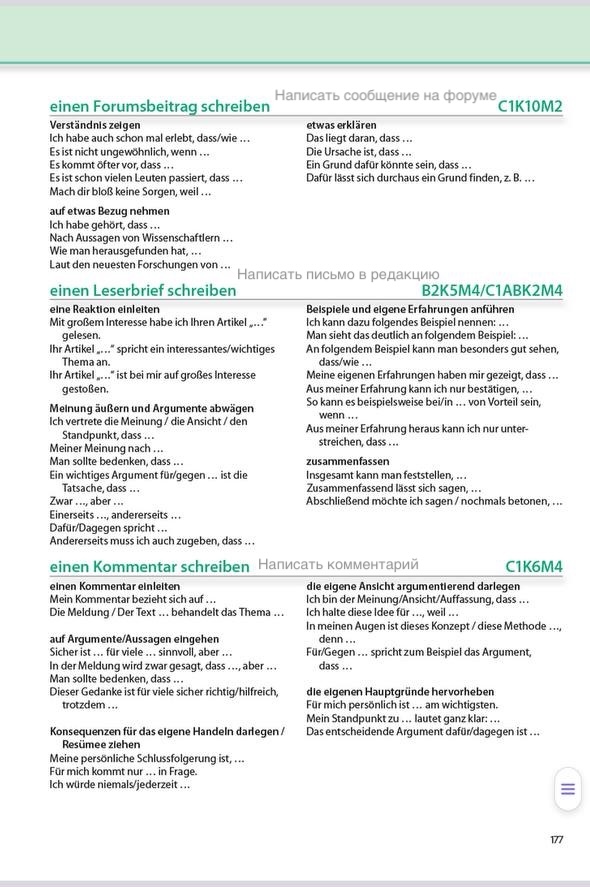 Написать сообщение на форуме
einen Forumsbeitrag schreiben C1K10M2
Verständnis zeigen
Ich habe auch schon mal erlebt, dass/wie …
Es ist nicht ungewöhnlich, wenn …
Es kommt öfter vor, dass …
Es ist schon vielen Leuten passiert, dass …
Mach dir bloß keine Sorgen, weil …
auf etwas Bezug nehmen
Ich habe gehört, dass …
Nach Aussagen von Wissenschaftlern …
Wie man herausgefunden hat, …
Laut den neuesten Forschungen von …
etwas erklären
Das liegt daran, dass …
Die Ursache ist, dass …
Ein Grund dafür könnte sein, dass …
Dafür lässt sich durchaus ein Grund finden, z. B. …
Написать письмо в редакцию
einen Leserbrief schreiben B2K5M4/C1ABK2M4
eine Reaktion einleiten
Mit großem Interesse habe ich Ihren Artikel „…“
gelesen.
Ihr Artikel „…“ spricht ein interessantes/wichtiges
Thema an.
Ihr Artikel „…“ ist bei mir auf großes Interesse
gestoßen.
Meinung äußern und Argumente abwägen
Ich vertrete die Meinung / die Ansicht / den
Standpunkt, dass …
Meiner Meinung nach …
Man sollte bedenken, dass …
Ein wichtiges Argument für/gegen … ist die
Tatsache, dass …
Zwar …, aber …
Einerseits …, andererseits …
Dafür/Dagegen spricht …
Andererseits muss ich auch zugeben, dass …
Beispiele und eigene Erfahrungen anführen
Ich kann dazu folgendes Beispiel nennen: …
Man sieht das deutlich an folgendem Beispiel: …
An folgendem Beispiel kann man besonders gut sehen,
dass/wie …
Meine eigenen Erfahrungen haben mir gezeigt, dass …
Aus meiner Erfahrung kann ich nur bestätigen, …
So kann es beispielsweise bei/in … von Vorteil sein,
wenn …
Aus meiner Erfahrung heraus kann ich nur unter-
streichen, dass …
zusammenfassen
Insgesamt kann man feststellen, …
Zusammenfassend lässt sich sagen, …
Abschließend möchte ich sagen / nochmals betonen, …
einen Kommentar schreiben Написать комментарий C1K6M4
einen Kommentar einleiten
Mein Kommentar bezieht sich auf …
Die Meldung / Der Text … behandelt das Thema …
auf Argumente/Aussagen eingehen
Sicher ist … für viele … sinnvoll, aber …
In der Meldung wird zwar gesagt, dass …, aber …
Man sollte bedenken, dass …
Dieser Gedanke ist für viele sicher richtig/hilfreich,
trotzdem …
Konsequenzen für das eigene Handeln darlegen /
Resümee ziehen
Meine persönliche Schlussfolgerung ist, …
Für mich kommt nur … in Frage.
Ich würde niemals/jederzeit …
die eigene Ansicht argumentierend darlegen
Ich bin der Meinung/Ansicht/Auffassung, dass …
Ich halte diese Idee für …, weil …
In meinen Augen ist dieses Konzept / diese Methode …,
denn …
Für/Gegen … spricht zum Beispiel das Argument,
dass …
die eigenen Hauptgründe hervorheben
Für mich persönlich ist … am wichtigsten.
Mein Standpunkt zu … lautet ganz klar: …
Das entscheidende Argument dafür/dagegen ist …
177